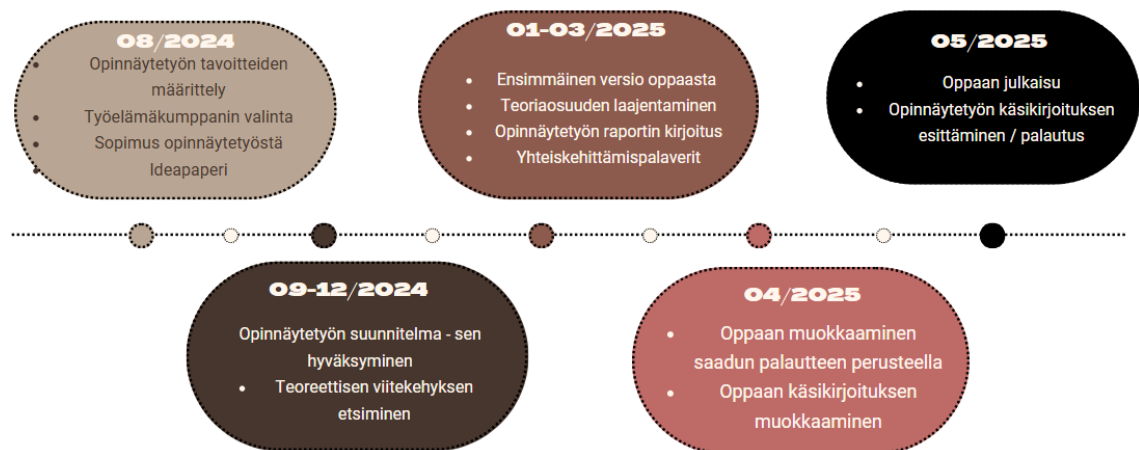 08/2024
• Opinnäytetyön tavoitteiden
määrittely
• Työelämäkumppanin valinta
• Sopimus opinnäytetyöstä
• Ideapaperi
09-12/2024
Opinnäytetyön suunnitelma - sen
hyväksyminen
• Teoreettisen viitekehyksen
etsiminen
01-03/2025
• Ensimmäinen versio oppaasta
• Teoriaosuuden laajentaminen
• Opinnäytetyön raportin kirjoitus
• Yhteiskehittämispalaverit
04/2025
• Oppaan muokkaaminen
saadun palautteen perusteella
• Oppaan käsikirjoituksen
muokkaaminen
05/2025
• Oppaan julkaisu
• Opinnäytetyön käsikirjoituksen
esittäminen / palautus